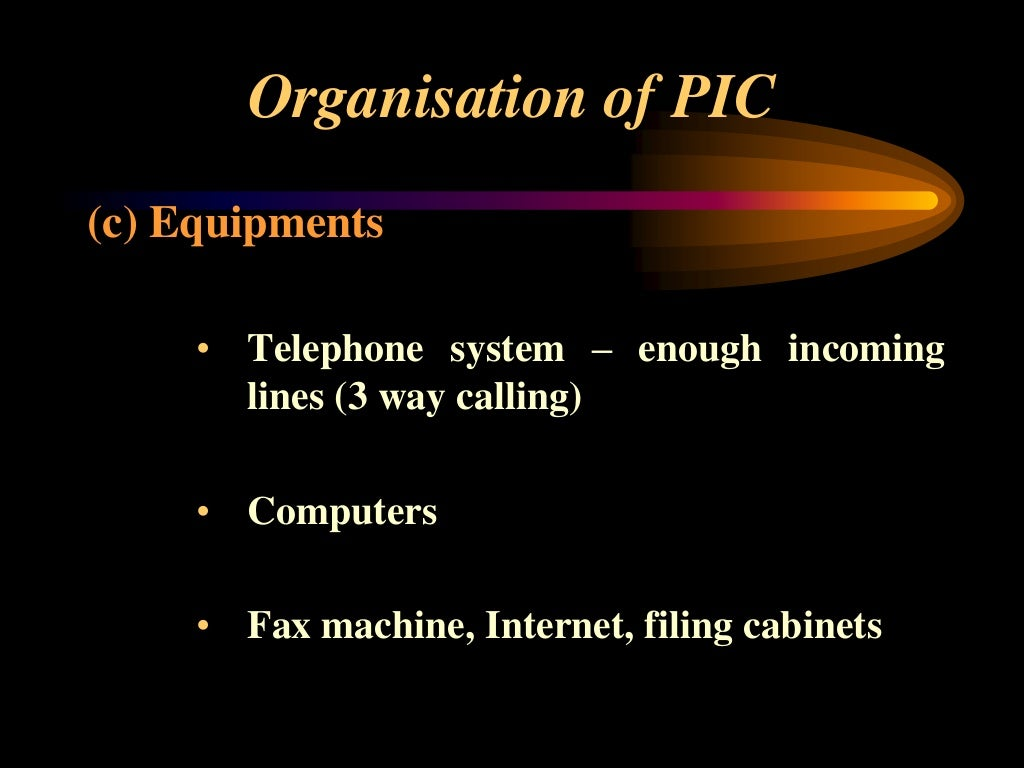 Organisation of PIC
(c) Equipments
• Telephone system – enough incoming
lines (3 way calling)
• Computers
• Fax machine, Internet, filing cabinets